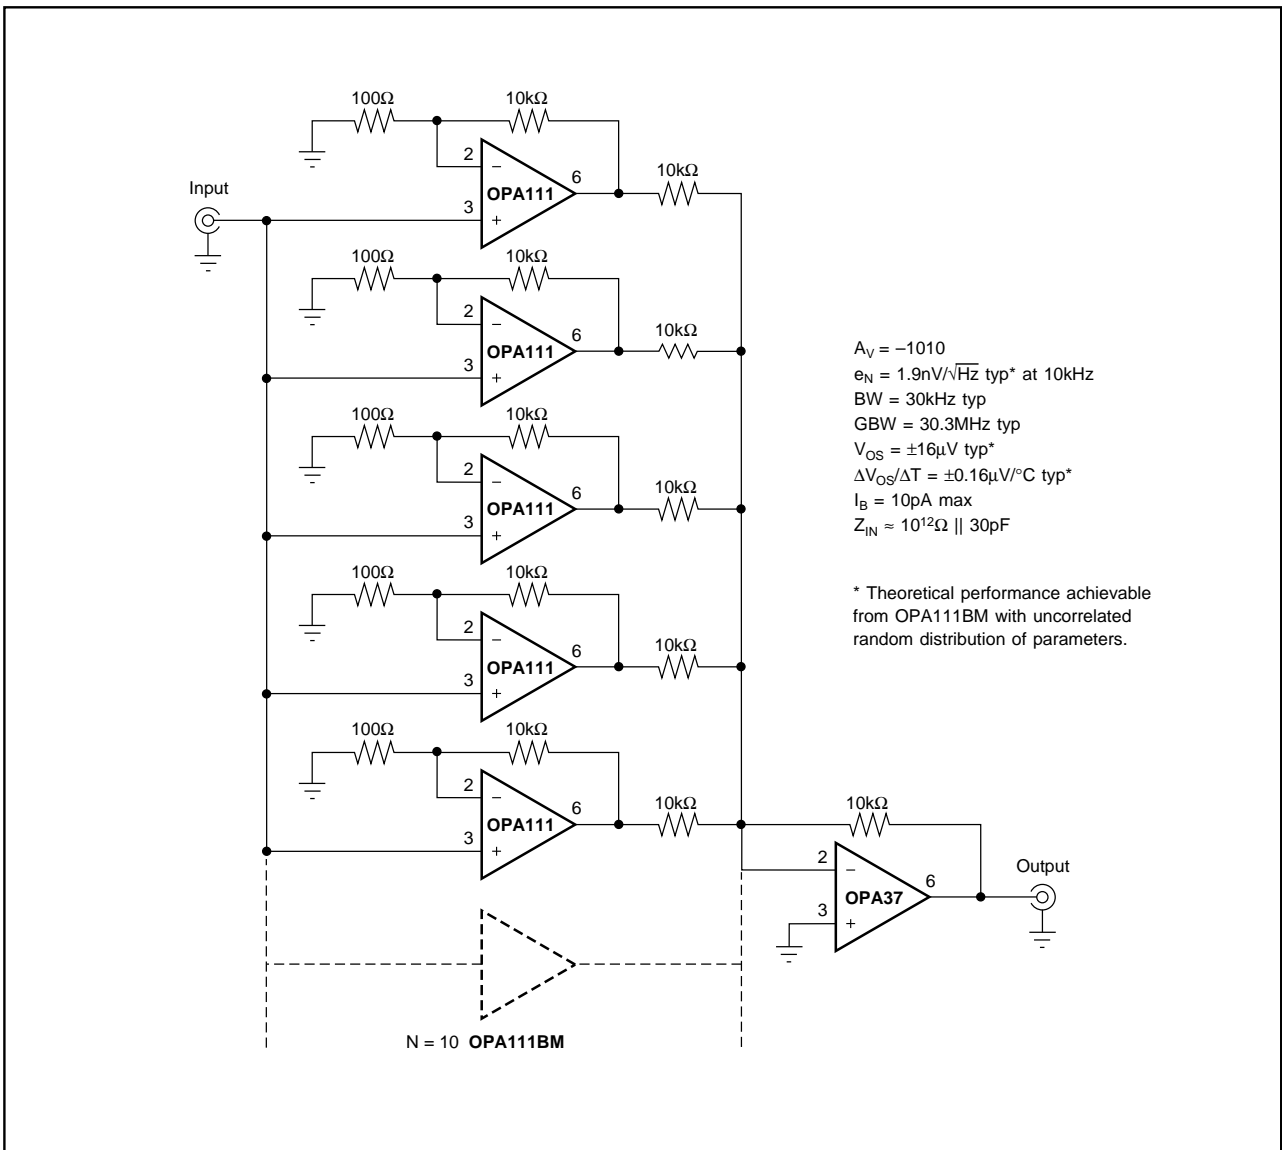 100Ω 10kΩ
2
−
6
10kΩ
OPA111
Input
3
+
100Ω 10kΩ
2
−
6
10kΩ
OPA111
3
+
100Ω 10kΩ
2
−
6
10kΩ
OPA111
3
+
100Ω 10kΩ
2
−
6
10kΩ
OPA111
3
+
100Ω 10kΩ
2
−
6
10kΩ
OPA111
3
+
10kΩ
2
−
6
OPA37
3
+
Output
N = 10 OPA111BM
A_V = −1010
e_N = 1.9nV/√Hz typ* at 10kHz
BW = 30kHz typ
GBW = 30.3MHz typ
V_OS = ±16µV typ*
ΔV_OS/ΔT = ±0.16µV/°C typ*
I_B = 10pA max
Z_IN ≈ 10¹²Ω || 30pF
* Theoretical performance achievable
from OPA111BM with uncorrelated
random distribution of parameters.